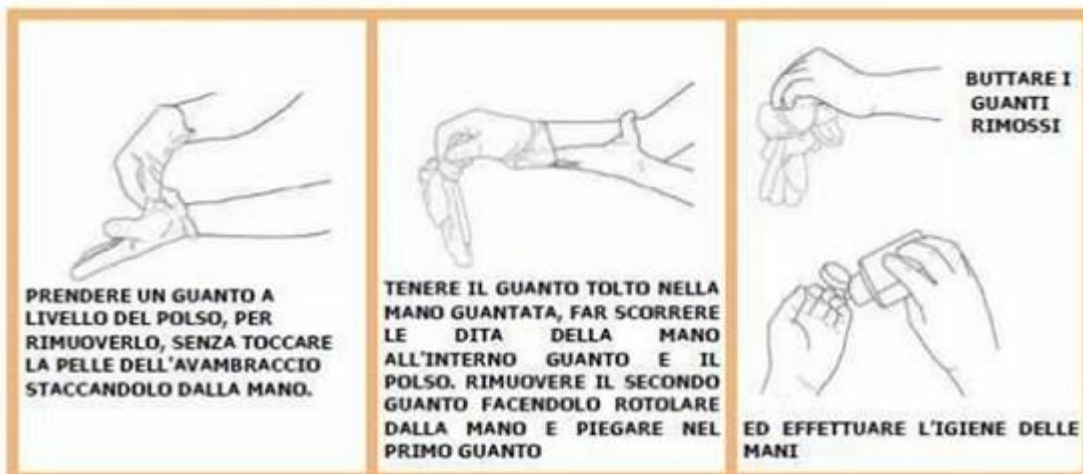 PRENDERE UN GUANTO A
LIVELLO DEL POLSO, PER
RIMUOVERLO, SENZA TOCCARE
LA PELLE DELL'AVAMBRACCIO
STACCANDOLO DALLA MANO.
TENERE IL GUANTO TOLTO NELLA
MANO GUANTATA, FAR SCORRERE
LE DITA DELLA MANO
ALL'INTERNO GUANTO E IL
POLSO. RIMUOVERE IL SECONDO
GUANTO FACENDOLO ROTOLARE
DALLA MANO E PIEGARE NEL
PRIMO GUANTO
BUTTARE I
GUANTI
RIMOSSI
ED EFFETTUARE L'IGIENE DELLE
MANI